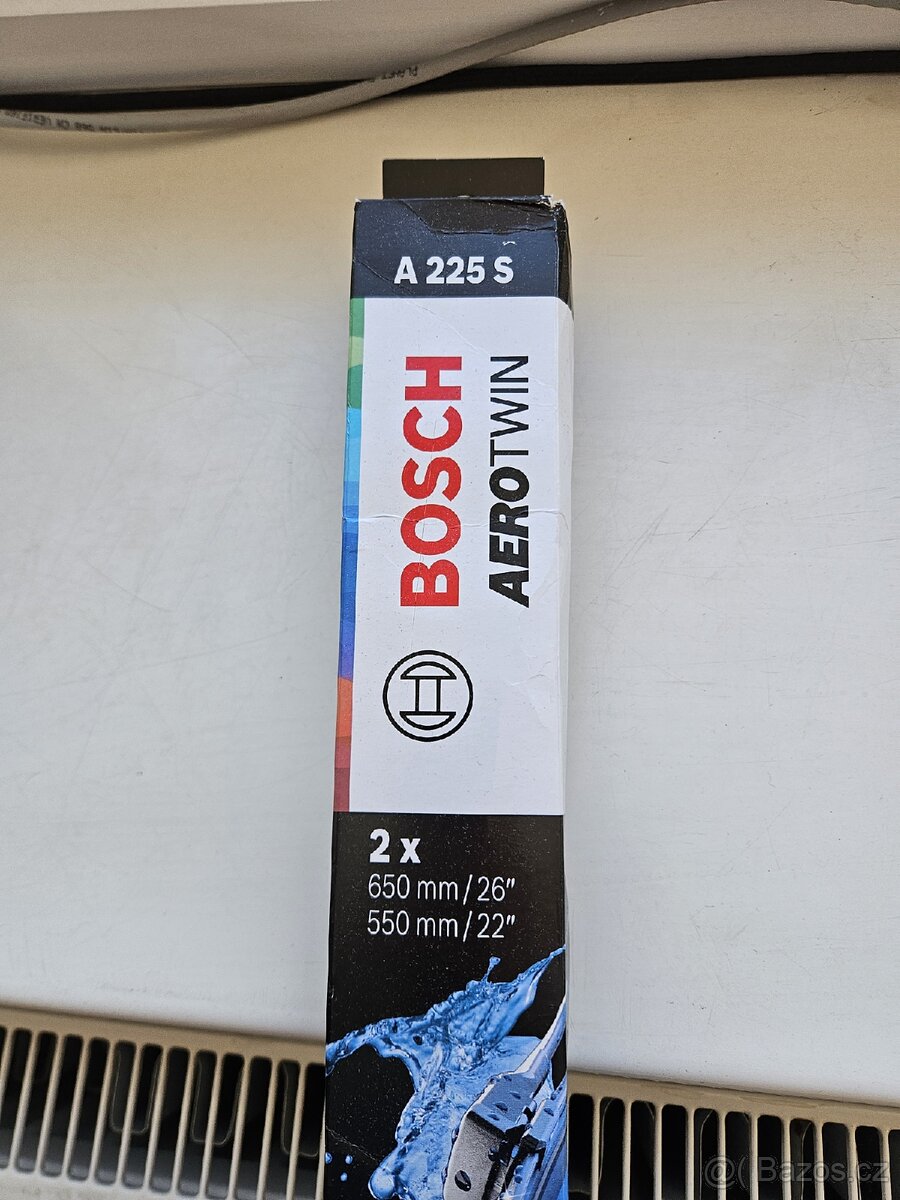 A 225 S
BOSCH
AEROTWIN
2 x
650 mm / 26"
550 mm / 22"
Bazos.cz